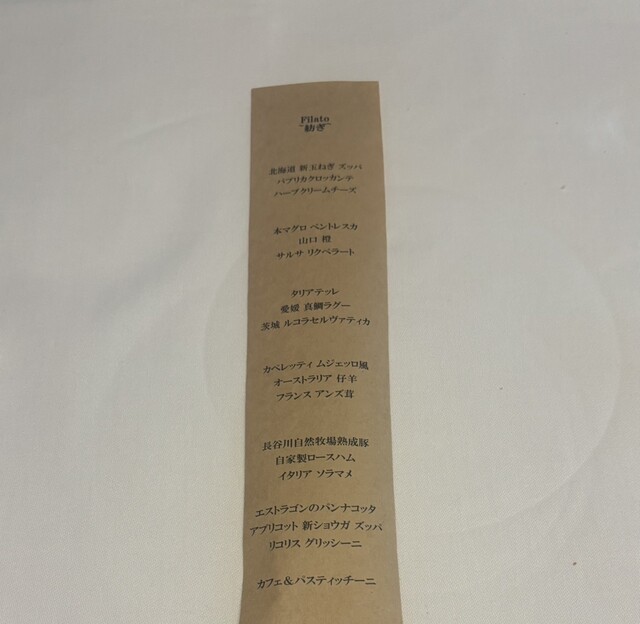 Filato
“紡ぎ”
北海道 新玉ねぎ ズッパ
パプリカクロッカンテ
ハーブクリームチーズ
本マグロ ベントレスカ
山口 橙
サルサ リクペラート
タリアテッレ
愛媛 真鯛ラグー
茨城 ルコラセルヴァティカ
カペレッティ ムジェッロ風
オーストラリア 仔羊
フランス アンズ茸
長谷川自然牧場熟成豚
自家製ロースハム
イタリア ソラマメ
エストラゴンのパンナコッタ
アプリコット 新ショウガ ズッパ
リコリス グリッシーニ
カフェ＆パスティッチーニ